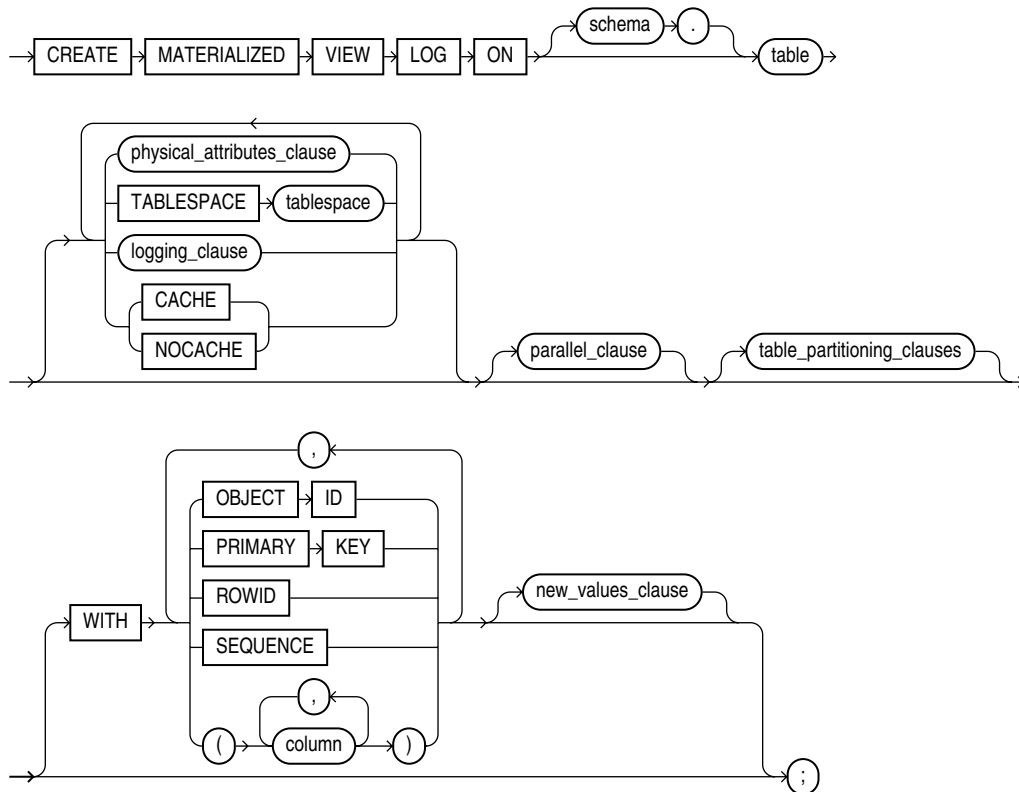 CREATE MATERIALIZED VIEW LOG ON schema . table
physical_attributes_clause
TABLESPACE tablespace
logging_clause
CACHE
NOCACHE
parallel_clause table_partitioning_clauses
,
OBJECT ID
PRIMARY KEY
new_values_clause
ROWID
WITH
SEQUENCE
,
( column )
;